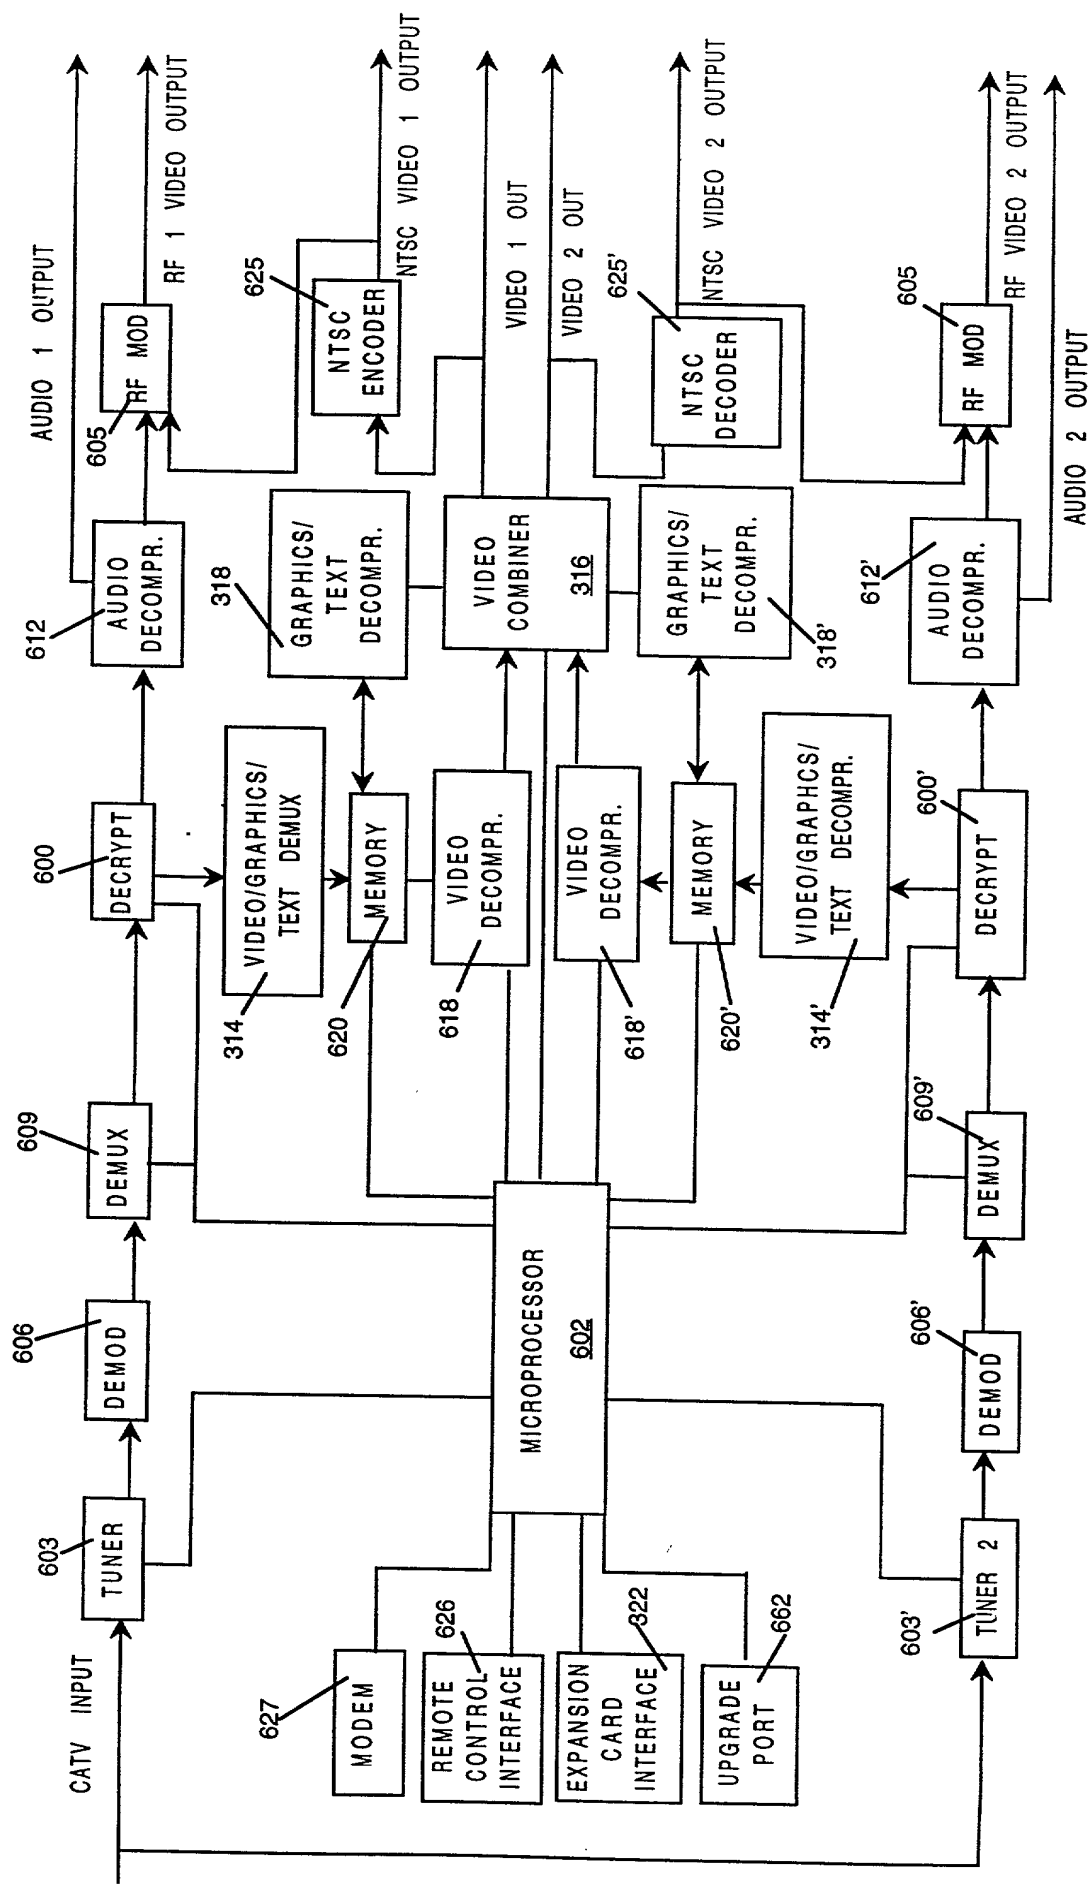 CATV INPUT
603
TUNER
606
DEMOD
609
DEMUX
600
DECRYPT
612
AUDIO
DECOMPR.
605
RF MOD
AUDIO 1 OUTPUT
RF 1 VIDEO OUTPUT
314
VIDEO/GRAPHICS/
TEXT DEMUX
318
GRAPHICS/
TEXT
DECOMPR.
625
NTSC
ENCODER
NTSC VIDEO 1 OUTPUT
620
MEMORY
618
VIDEO
DECOMPR.
627
MODEM
626
REMOTE
CONTROL
INTERFACE
MICROPROCESSOR
602
VIDEO
COMBINER
316
VIDEO 1 OUT
VIDEO 2 OUT
322
EXPANSION
CARD
INTERFACE
618'
VIDEO
DECOMPR.
625'
NTSC
DECODER
NTSC VIDEO 2 OUTPUT
662
UPGRADE
PORT
620'
MEMORY
318'
GRAPHICS/
TEXT
DECOMPR.
314'
VIDEO/GRAPHCS/
TEXT DECOMPR.
603'
TUNER 2
606'
DEMOD
609'
DEMUX
600'
DECRYPT
612'
AUDIO
DECOMPR.
605
RF MOD
RF VIDEO 2 OUTPUT
AUDIO 2 OUTPUT